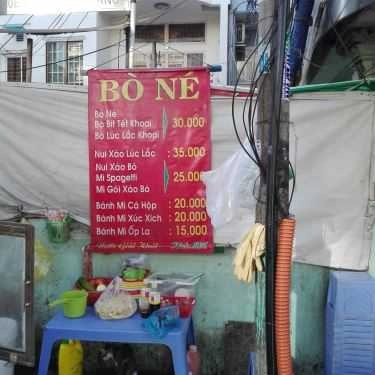 BÒ NÉ
Bò Né
Bò Bít Tết Khoai
Bò Lúc Lắc Khoai
30.000
Nui Xào Lúc Lắc : 35.000
Nui Xào Bò
Mì Spagetti
Mì Gói Xào Bò
25.000
Bánh Mì Cá Hộp : 20.000
Bánh Mì Xúc Xích : 20.000
Bánh Mì Ốp La : 15.000